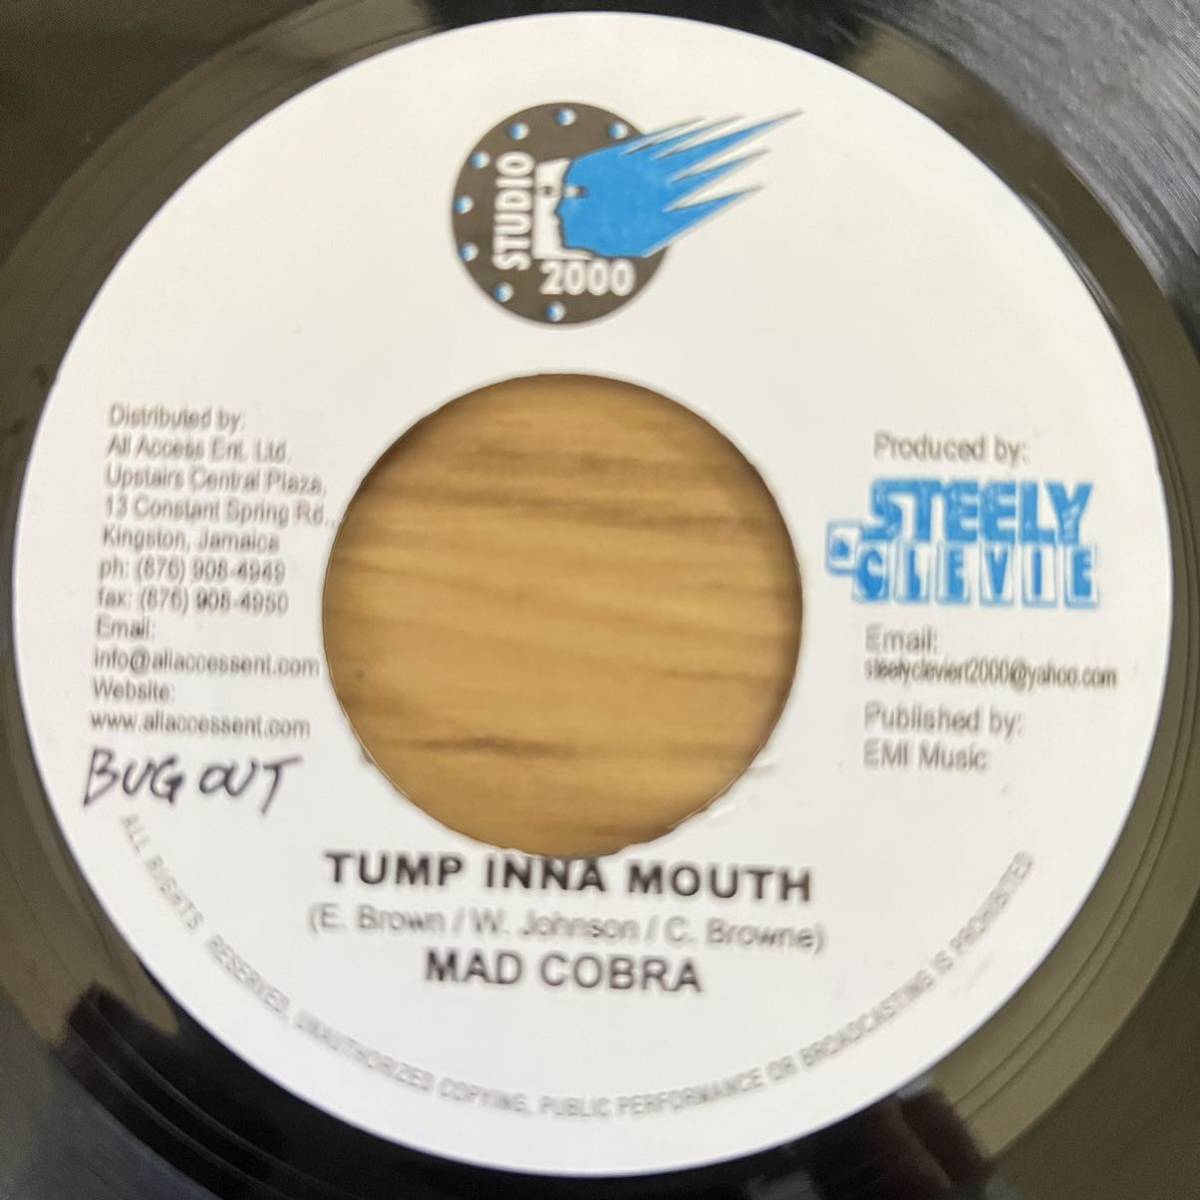 STUDIO
2000
Distributed by:
All Access Ent. Ltd.
Upstairs Central Plaza,
13 Constant Spring Rd.,
Kingston, Jamaica
ph: (876) 908-4949
fax: (876) 908-4950
Email:
info@allaccessent.com
Website:
www.allaccessent.com
BUG OUT
Produced by:
STEELY
& CLEVIE
Email:
steelycleviert2000@yahoo.com
Published by:
EMI Music
TUMP INNA MOUTH
(E. Brown / W. Johnson / C. Browne)
MAD COBRA
ALL RIGHTS RESERVED, UNAUTHORIZED COPYING, PUBLIC PERFORMANCE OR BROADCASTING IS PROHIBITED